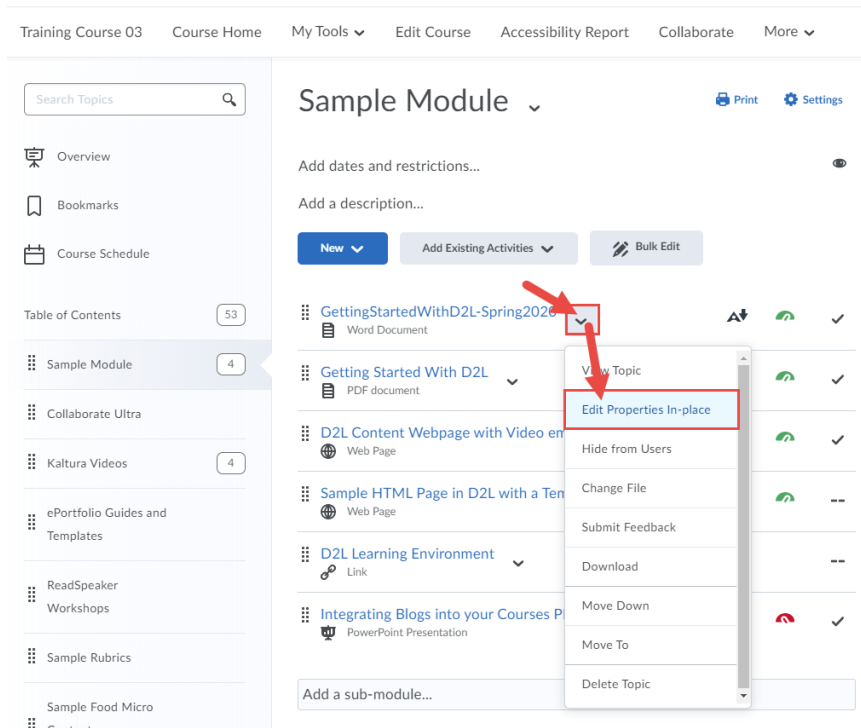 Training Course 03 Course Home My Tools Edit Course Accessibility Report Collaborate More
Search Topics
Overview
Bookmarks
Course Schedule
Table of Contents 53
Sample Module 4
Collaborate Ultra
Kaltura Videos 4
ePortfolio Guides and
Templates
ReadSpeaker
Workshops
Sample Rubrics
Sample Food Micro
Sample Module
Print Settings
Add dates and restrictions...
Add a description...
New Add Existing Activities Bulk Edit
GettingStartedWithD2L-Spring2020
Word Document
Getting Started With D2L
PDF document
D2L Content Webpage with Video em
Web Page
Sample HTML Page in D2L with a Tem
Web Page
D2L Learning Environment
Link
Integrating Blogs into your Courses
PowerPoint Presentation
Add a sub-module...
View Topic
Edit Properties In-place
Hide from Users
Change File
Submit Feedback
Download
Move Down
Move To
Delete Topic